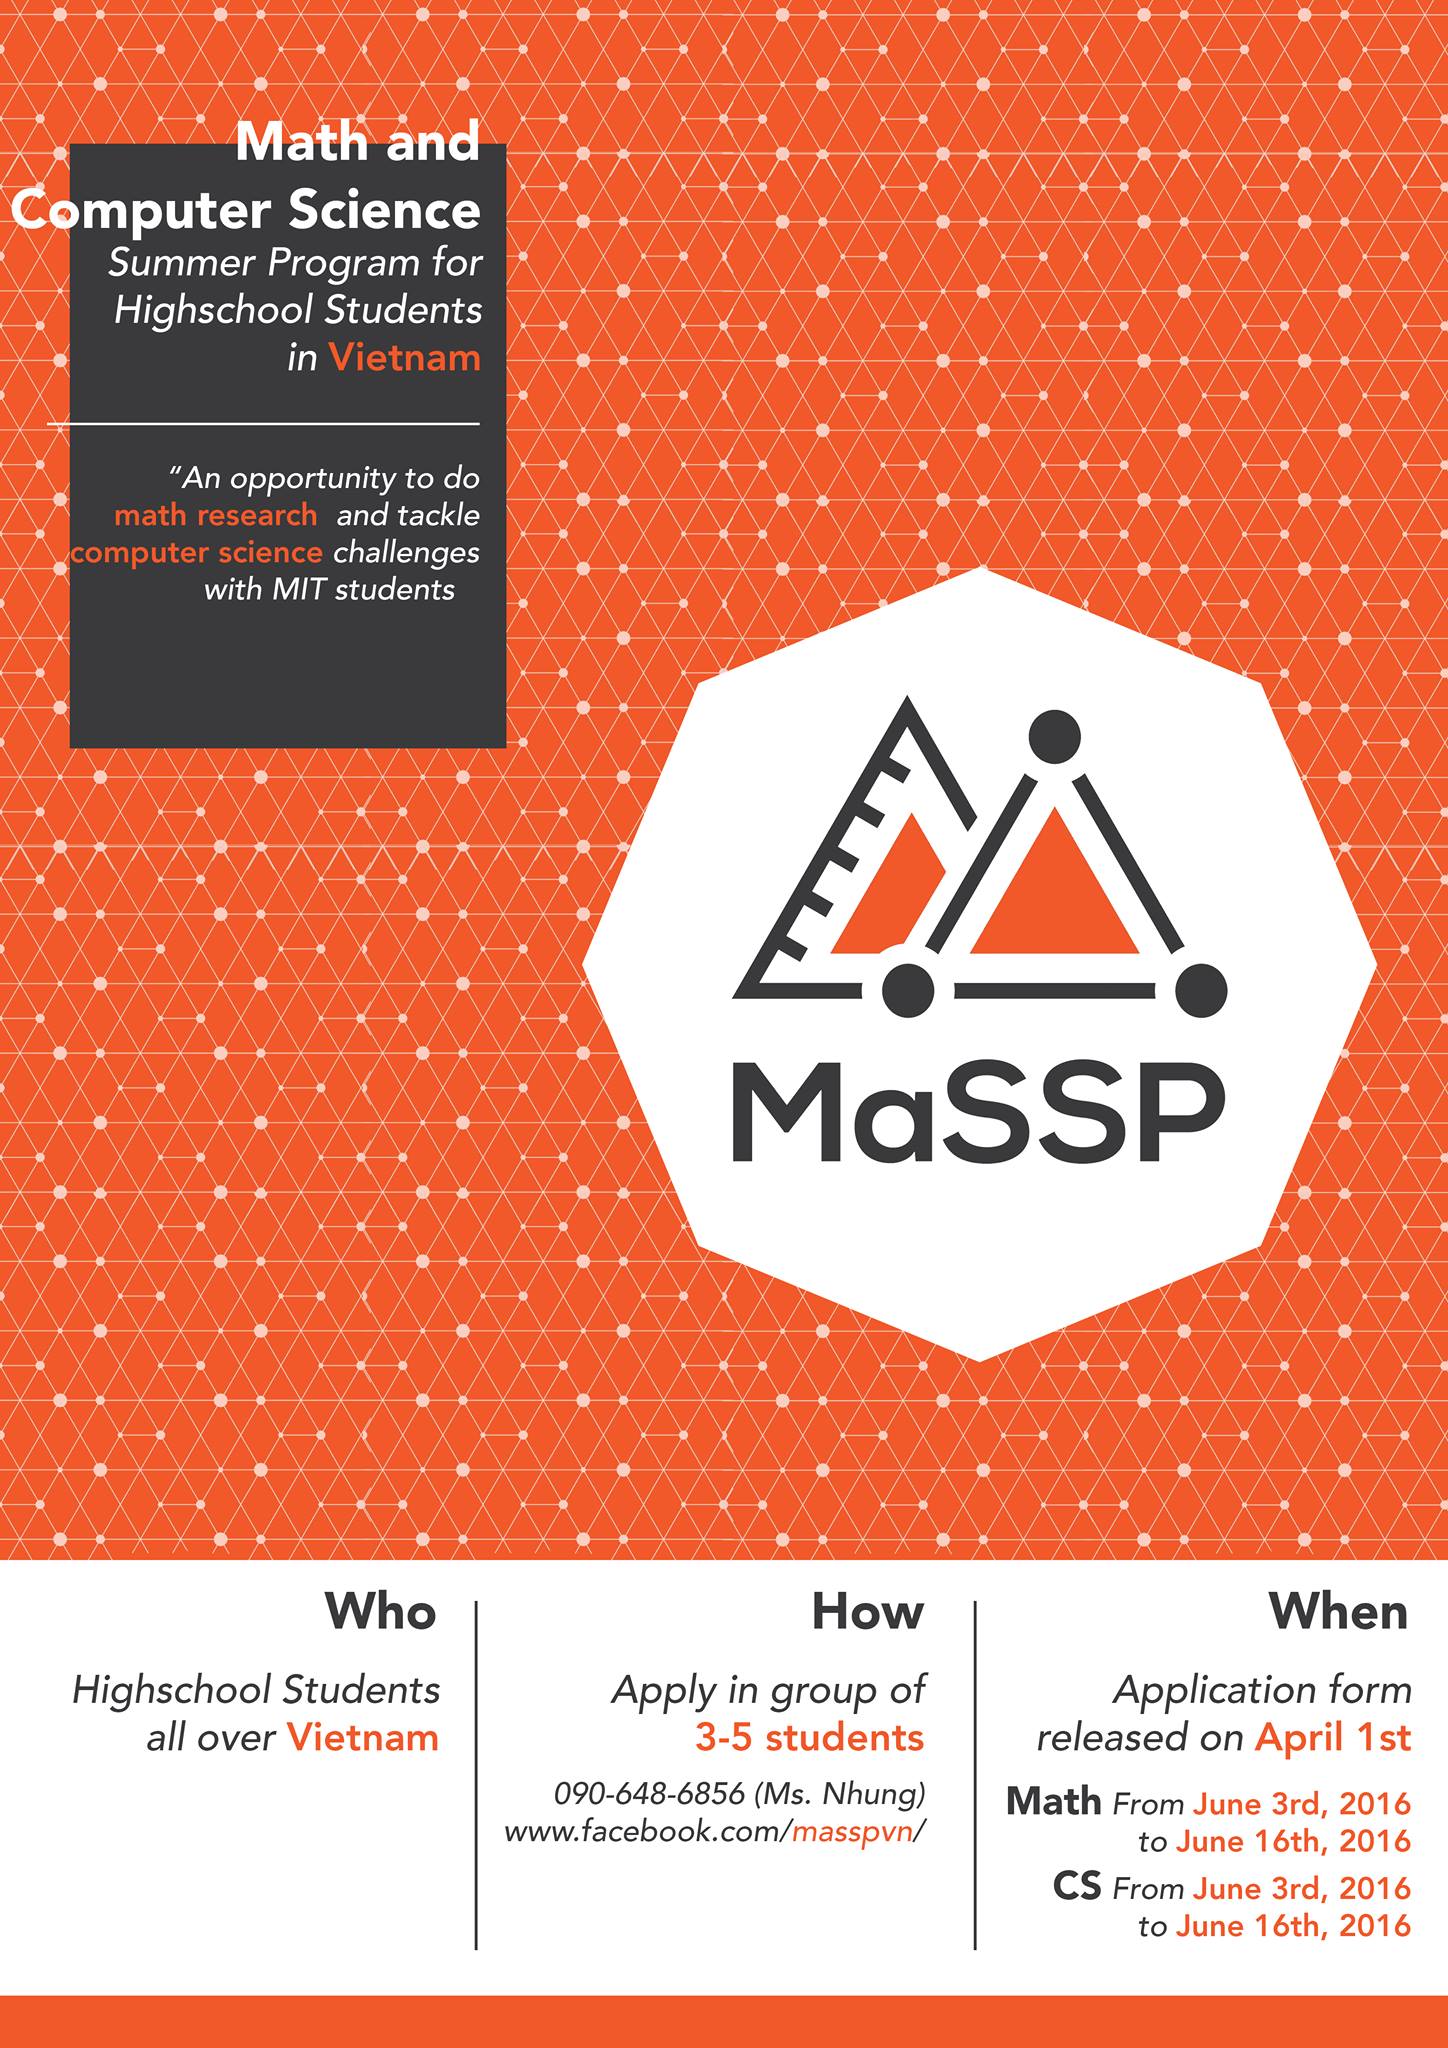 Math and
Computer Science
Summer Program for
Highschool Students
in Vietnam
“An opportunity to do
math research and tackle
computer science challenges
with MIT students
MaSSP
Who
Highschool Students
all over Vietnam
How
Apply in group of
3-5 students
090-648-6856 (Ms. Nhung)
www.facebook.com/masspvn/
When
Application form
released on April 1st
Math From June 3rd, 2016
to June 16th, 2016
CS From June 3rd, 2016
to June 16th, 2016